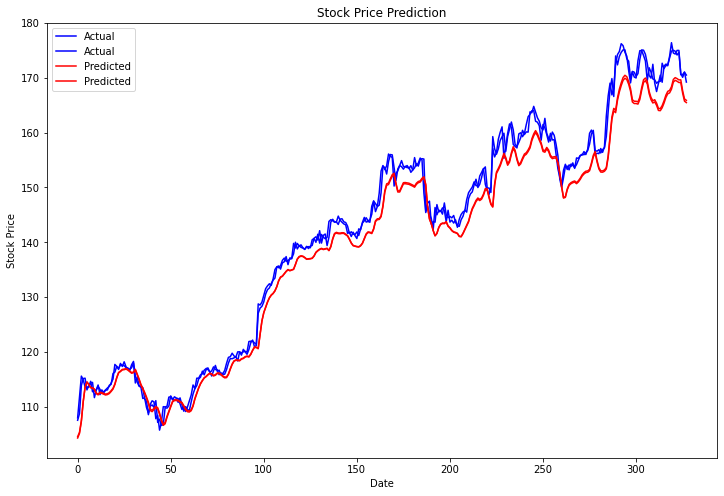 Stock Price Prediction
Actual
Actual
Predicted
Predicted
180
170
160
150
140
130
120
110
Stock Price
0 50 100 150 200 250 300
Date